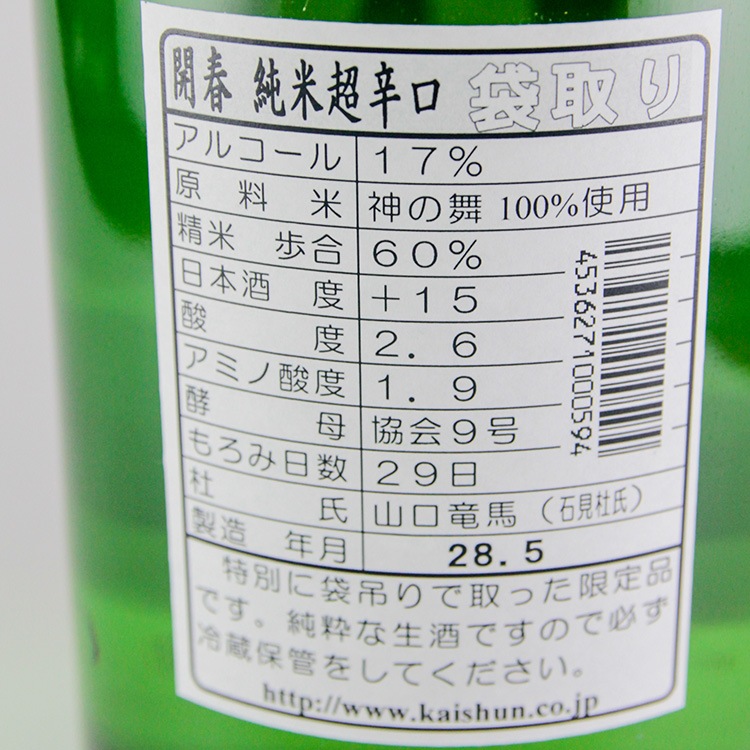 開春 純米超辛口 袋取り
アルコール 17%
原料米 神の舞 100%使用
精米歩合 60%
日本酒度 +15
酸度 2.6
アミノ酸度 1.9
酵母 協会9号
もろみ日数 29日
杜氏 山口竜馬（石見杜氏）
製造年月 28.5
4536271000594
特別に袋吊りで取った限定品
です。純粋な生酒ですので必ず
冷蔵保管をしてください。
http://www.kaishun.co.jp